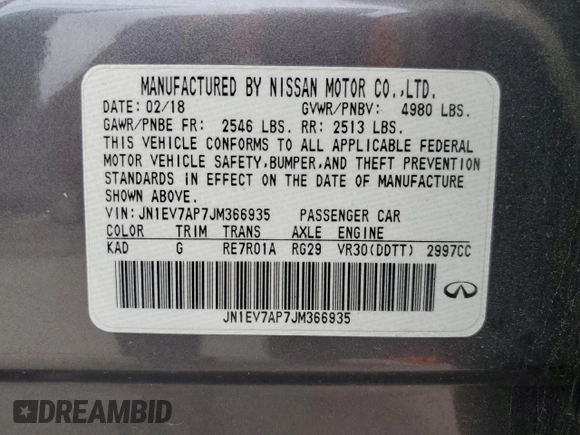 MANUFACTURED BY NISSAN MOTOR CO.,LTD.
DATE: 02/18 GVWR/PNBV: 4980 LBS.
GAWR/PNBE FR: 2546 LBS. RR: 2513 LBS.
THIS VEHICLE CONFORMS TO ALL APPLICABLE FEDERAL
MOTOR VEHICLE SAFETY,BUMPER,AND THEFT PREVENTION
STANDARDS IN EFFECT ON THE DATE OF MANUFACTURE
SHOWN ABOVE.
VIN: JN1EV7AP7JM366935 PASSENGER CAR
COLOR TRIM TRANS AXLE ENGINE
KAD G RE7R01A RG29 VR30(DDTT) 2997CC
JN1EV7AP7JM366935
DREAMBID